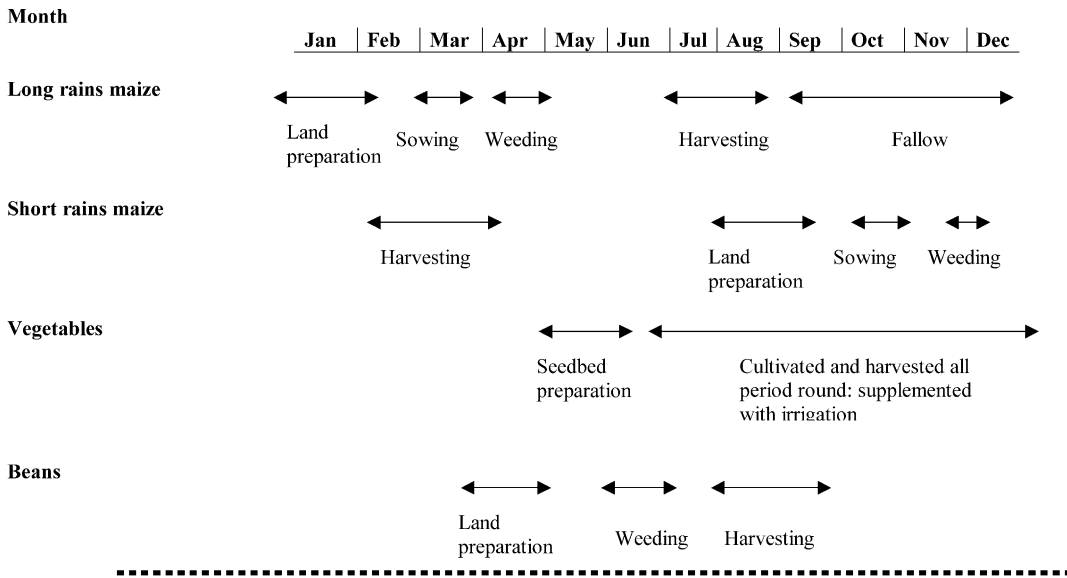 Month
Jan Feb Mar Apr May Jun Jul Aug Sep Oct Nov Dec
Long rains maize
Land
preparation
Sowing
Weeding
Harvesting
Fallow
Short rains maize
Harvesting
Land
preparation
Sowing
Weeding
Vegetables
Seedbed
preparation
Cultivated and harvested all
period round: supplemented
with irrigation
Beans
Land
preparation
Weeding
Harvesting